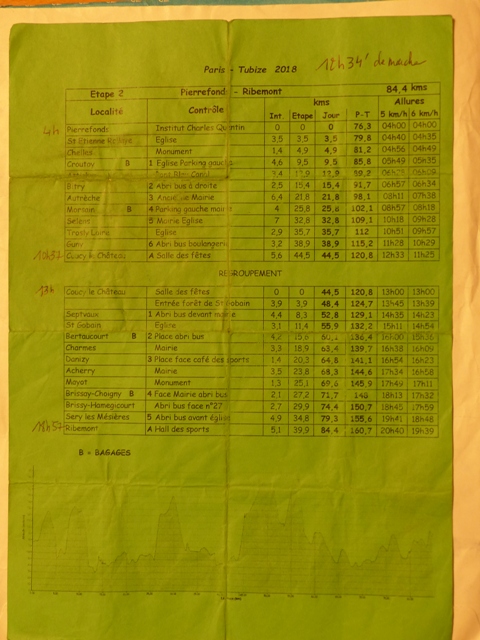 Paris - Tubize 2018 12h34' de marche
Etape 2 Pierrefonds - Ribemont 84,4 kms
kms Allures
Localité Contrôle Int. Etape Jour P-T 5 km/h 6 km/h
4h Pierrefonds Institut Charles Quentin 0 0 0 76,3 04h00 04h00
St Etienne Eglise 3,5 3,5 3,5 79,8 04h40 04h35
Chelles Monument 1,4 4,9 4,9 81,2 04h56 04h49
Croutoy B 1 Eglise Parking gauche 4,6 9,5 9,5 85,8 05h49 05h35
Bitry 2 Abri bus à droite 2,5 15,4 15,4 91,7 06h57 06h34
Autrêche 3 Ancienne Mairie 6,4 21,8 21,8 98,1 08h11 07h38
Morsain B 4 Parking gauche mairie 4 25,8 25,8 102,1 08h57 08h18
Selens 5 Mairie Eglise 7 32,8 32,8 109,1 10h18 09h28
Trosly Loire Eglise 2,9 35,7 35,7 112 10h51 09h57
Guny 6 Abri bus boulangerie 3,2 38,9 38,9 115,2 11h28 10h29
Coucy le Château A Salle des fêtes 5,6 44,5 44,5 120,8 12h33 11h25
REGROUPEMENT
13h Coucy le Château Salle des fêtes 0 0 44,5 120,8 13h00 13h00
Entrée forêt de St Gobain 3,9 3,9 48,4 124,7 13h45 13h39
Septvaux 1 Abri bus devant mairie 4,4 8,3 52,8 129,1 14h35 14h23
St Gobain Eglise 3,1 11,4 55,9 132,2 15h11 14h54
Bertaucourt B 2 Place abri bus 4,2 15,6 60,1 136,4 16h00 15h36
Charmes Mairie 3,3 18,9 63,4 139,7 16h38 16h09
Danizy 3 Place face café des sports 1,4 20,3 64,8 141,1 16h54 16h23
Acherry Mairie 3,5 23,8 68,3 144,6 17h34 16h58
Mayot Monument 1,3 25,1 69,6 145,9 17h49 17h11
Brissay-Choigny B 4 Face Mairie abri bus 2,1 27,2 71,7 148 18h13 17h32
Brissy-Hamegicourt Abri bus face n°27 2,7 29,9 74,4 150,7 18h45 17h59
Sery les Mésières 5 Abri bus avant église 4,9 34,8 79,3 155,6 19h41 18h48
18h57 Ribemont A Hall des sports 5,1 39,9 84,4 160,7 20h40 19h39
B = BAGAGES